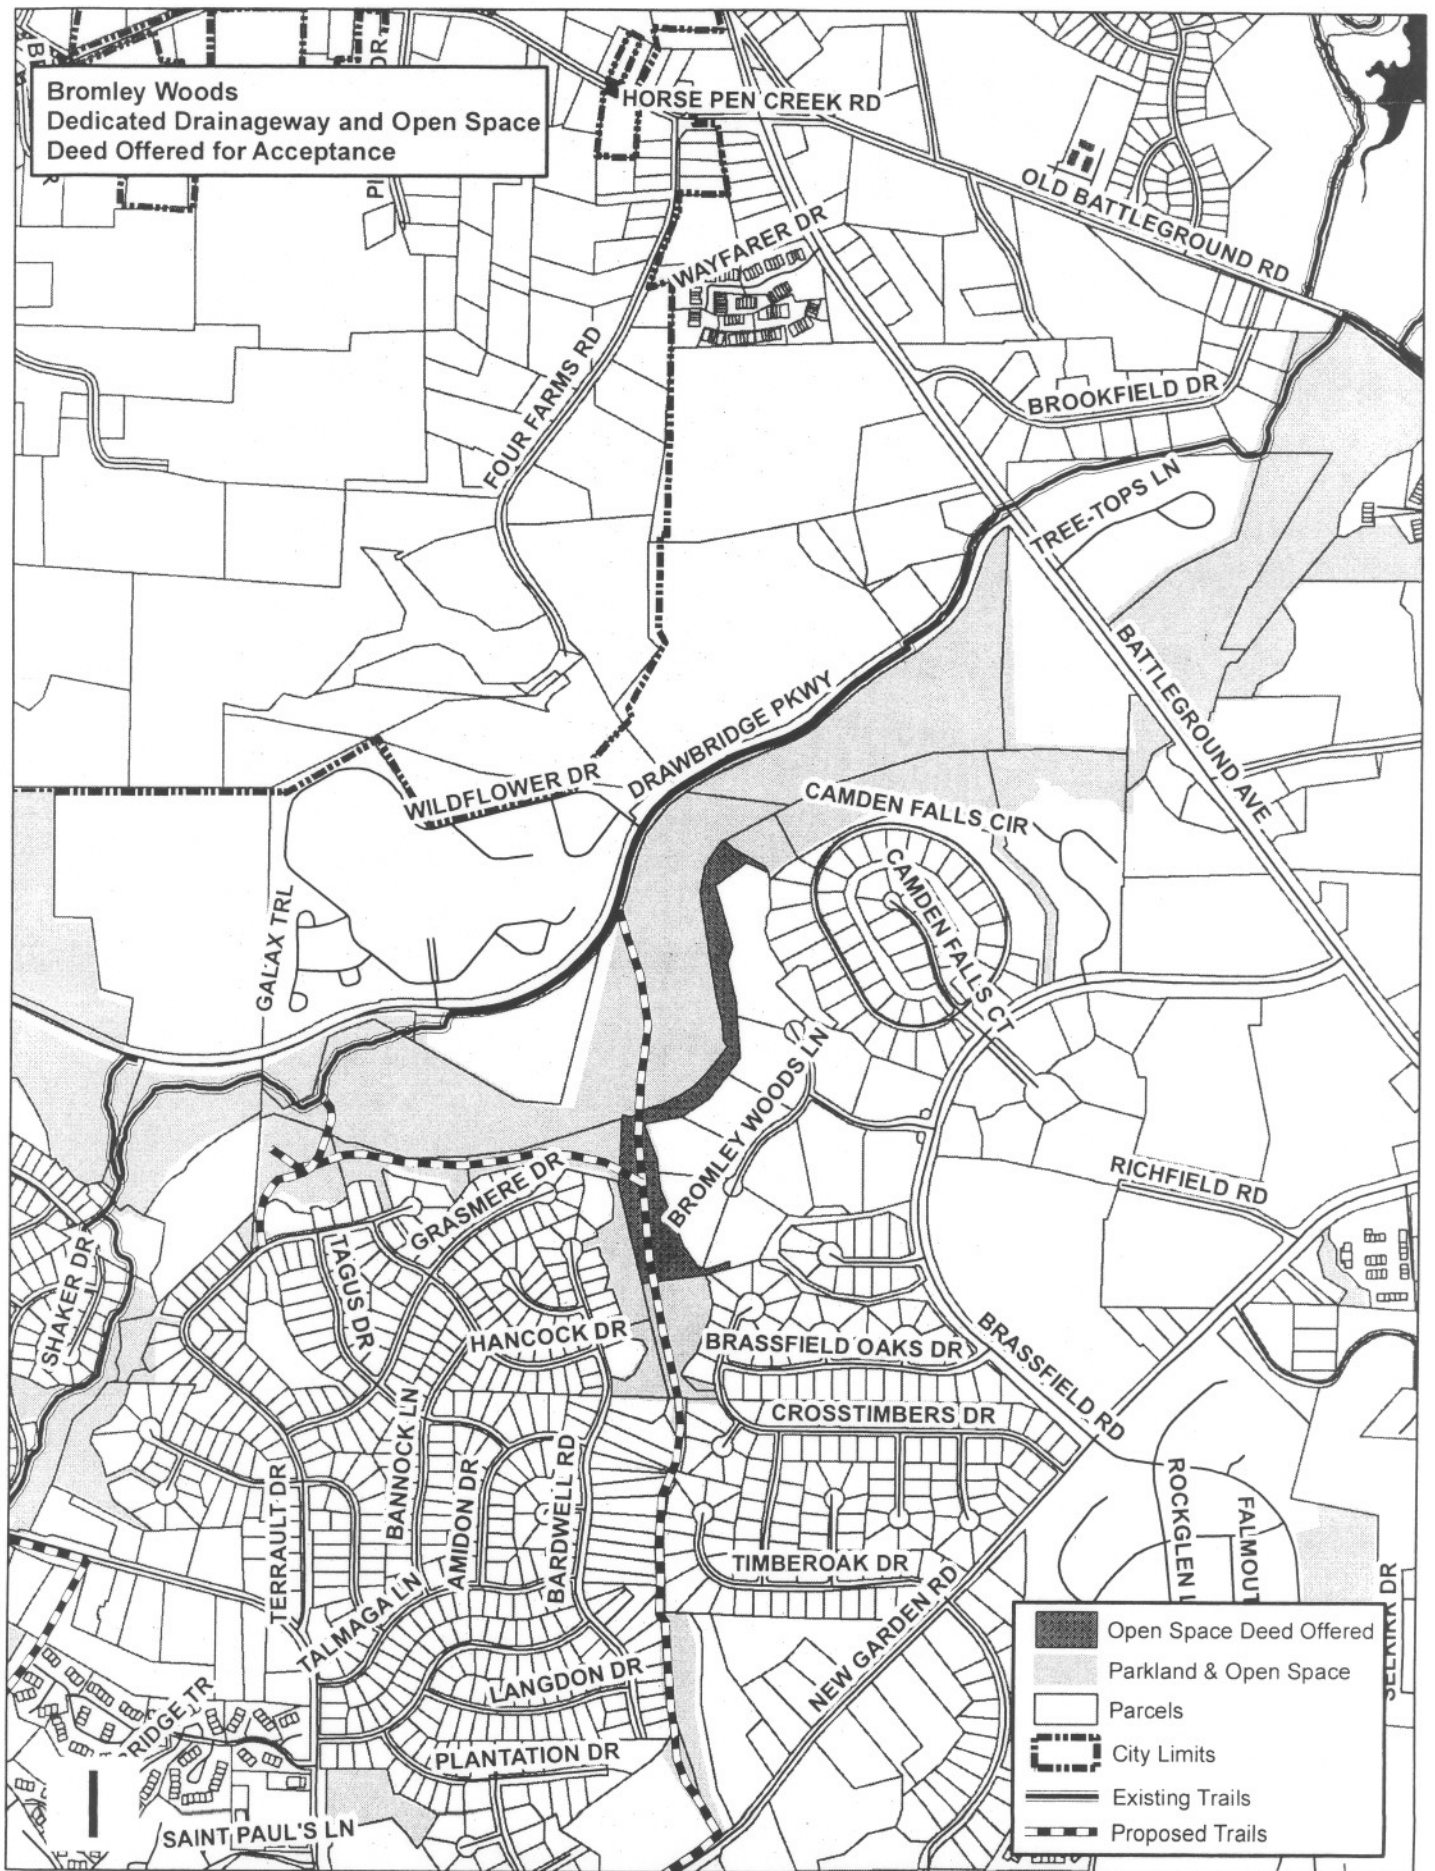 Bromley Woods
Dedicated Drainageway and Open Space
Deed Offered for Acceptance
HORSE PEN CREEK RD
OLD BATTLEGROUND RD
WAYFARER DR
FOUR FARMS RD
BROOKFIELD DR
TREE-TOPS LN
BATTLEGROUND AVE
DRAWBRIDGE PKWY
WILDFLOWER DR
CAMDEN FALLS CIR
CAMDEN FALLS CT
GALAX TRL
BROMLEY WOODS LN
GRASMERE DR
RICHFIELD RD
SHAKER DR
TAGUS DR
HANCOCK DR
BRASSFIELD OAKS DR
BRASSFIELD RD
CROSSTIMBERS DR
BANNOCK LN
AMIDON DR
BARDWELL RD
TERRAULT DR
ROCKGLEN L
FALMOUT
TIMBEROAK DR
TALMAGA LN
NEW GARDEN RD
SELKIRK DR
LANGDON DR
BRIDGE TR
PLANTATION DR
SAINT PAUL'S LN
Open Space Deed Offered
Parkland & Open Space
Parcels
City Limits
Existing Trails
Proposed Trails